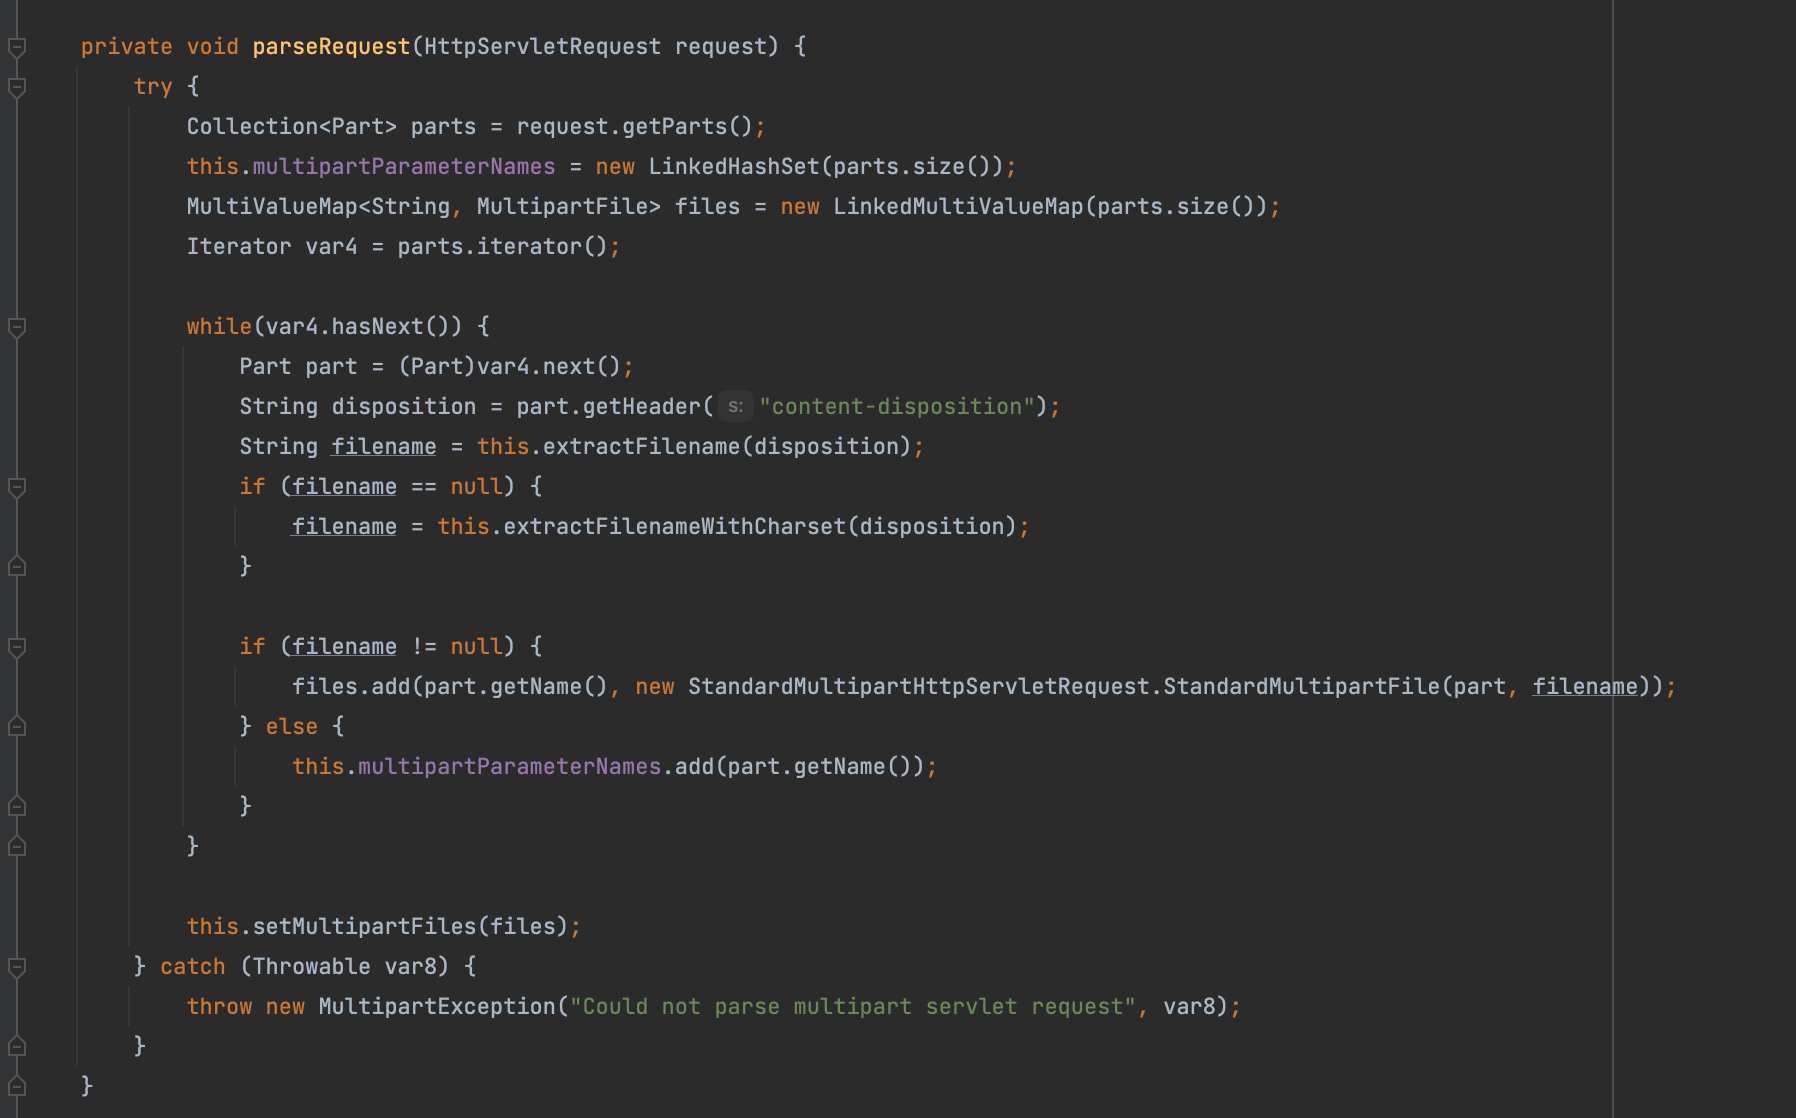 private void parseRequest(HttpServletRequest request) {
    try {
        Collection<Part> parts = request.getParts();
        this.multipartParameterNames = new LinkedHashSet(parts.size());
        MultiValueMap<String, MultipartFile> files = new LinkedMultiValueMap(parts.size());
        Iterator var4 = parts.iterator();

        while(var4.hasNext()) {
            Part part = (Part)var4.next();
            String disposition = part.getHeader( s: "content-disposition");
            String filename = this.extractFilename(disposition);
            if (filename == null) {
                filename = this.extractFilenameWithCharset(disposition);
            }

            if (filename != null) {
                files.add(part.getName(), new StandardMultipartHttpServletRequest.StandardMultipartFile(part, filename));
            } else {
                this.multipartParameterNames.add(part.getName());
            }
        }

        this.setMultipartFiles(files);
    } catch (Throwable var8) {
        throw new MultipartException("Could not parse multipart servlet request", var8);
    }
}